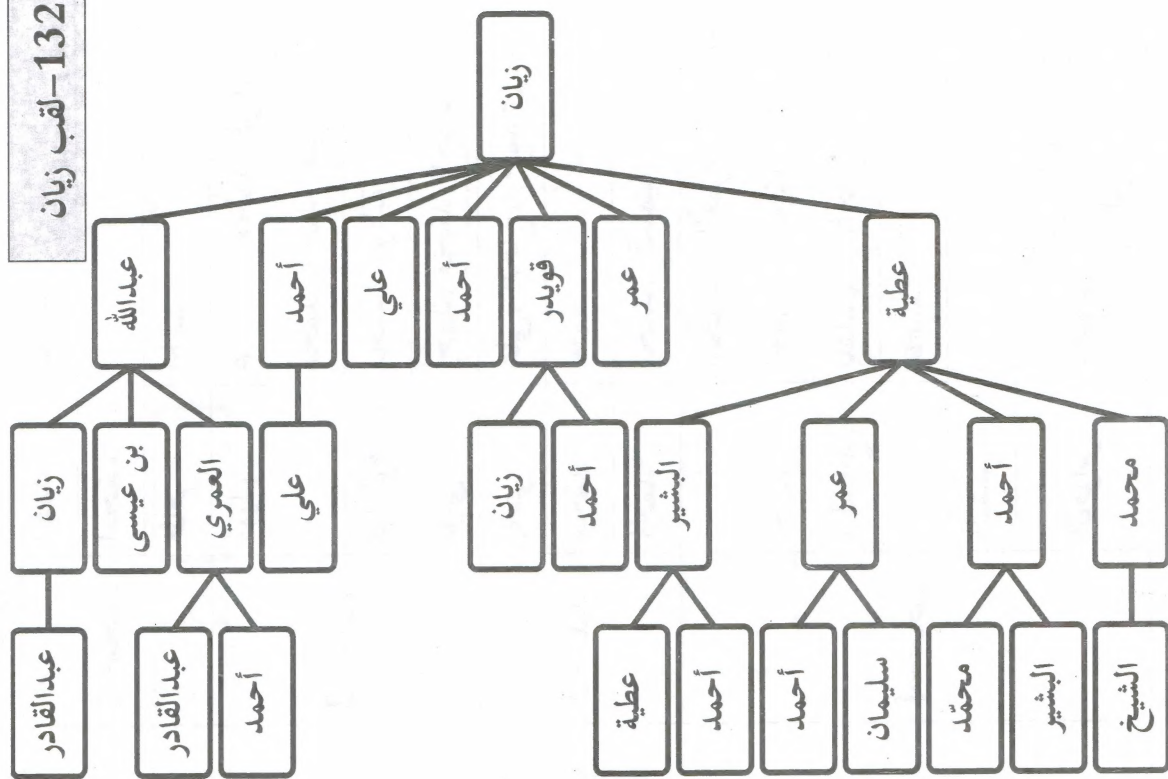 132-لقب زيان
زيان
عطية
عمر
قويدر
أحمد
علي
أحمد
عبدالله
محمد
أحمد
عمر
البشير
أحمد
زيان
علي
العمري
بن عيسى
زيان
الشيخ
البشير
محمّد
سليمان
أحمد
أحمد
عطية
أحمد
عبدالقادر
عبدالقادر